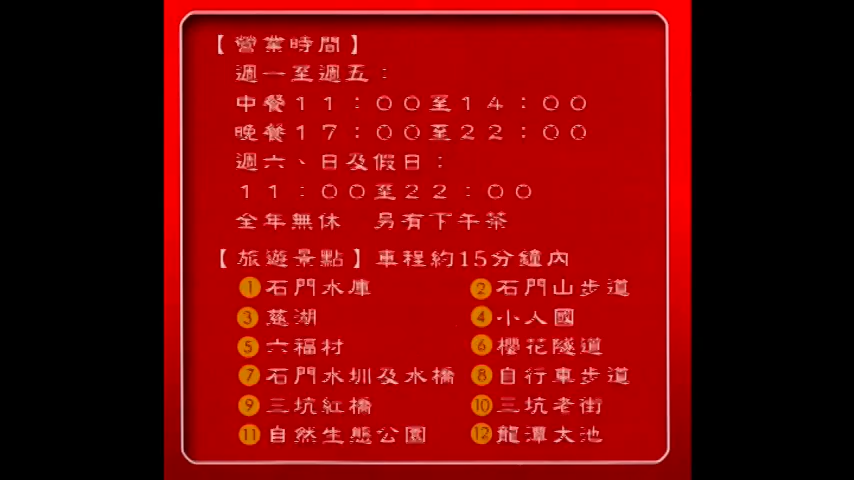 【營業時間】
週一至週五：
中餐１１：００至１４：００
晚餐１７：００至２２：００
週六、日及假日：
１１：００至２２：００
全年無休　另有下午茶
【旅遊景點】車程約15分鐘內
①石門水庫　②石門山步道
③慈湖　④小人國
⑤六福村　⑥櫻花隧道
⑦石門水圳及水橋　⑧自行車步道
⑨三坑紅橋　⑩三坑老街
⑪自然生態公園　⑫龍潭大池